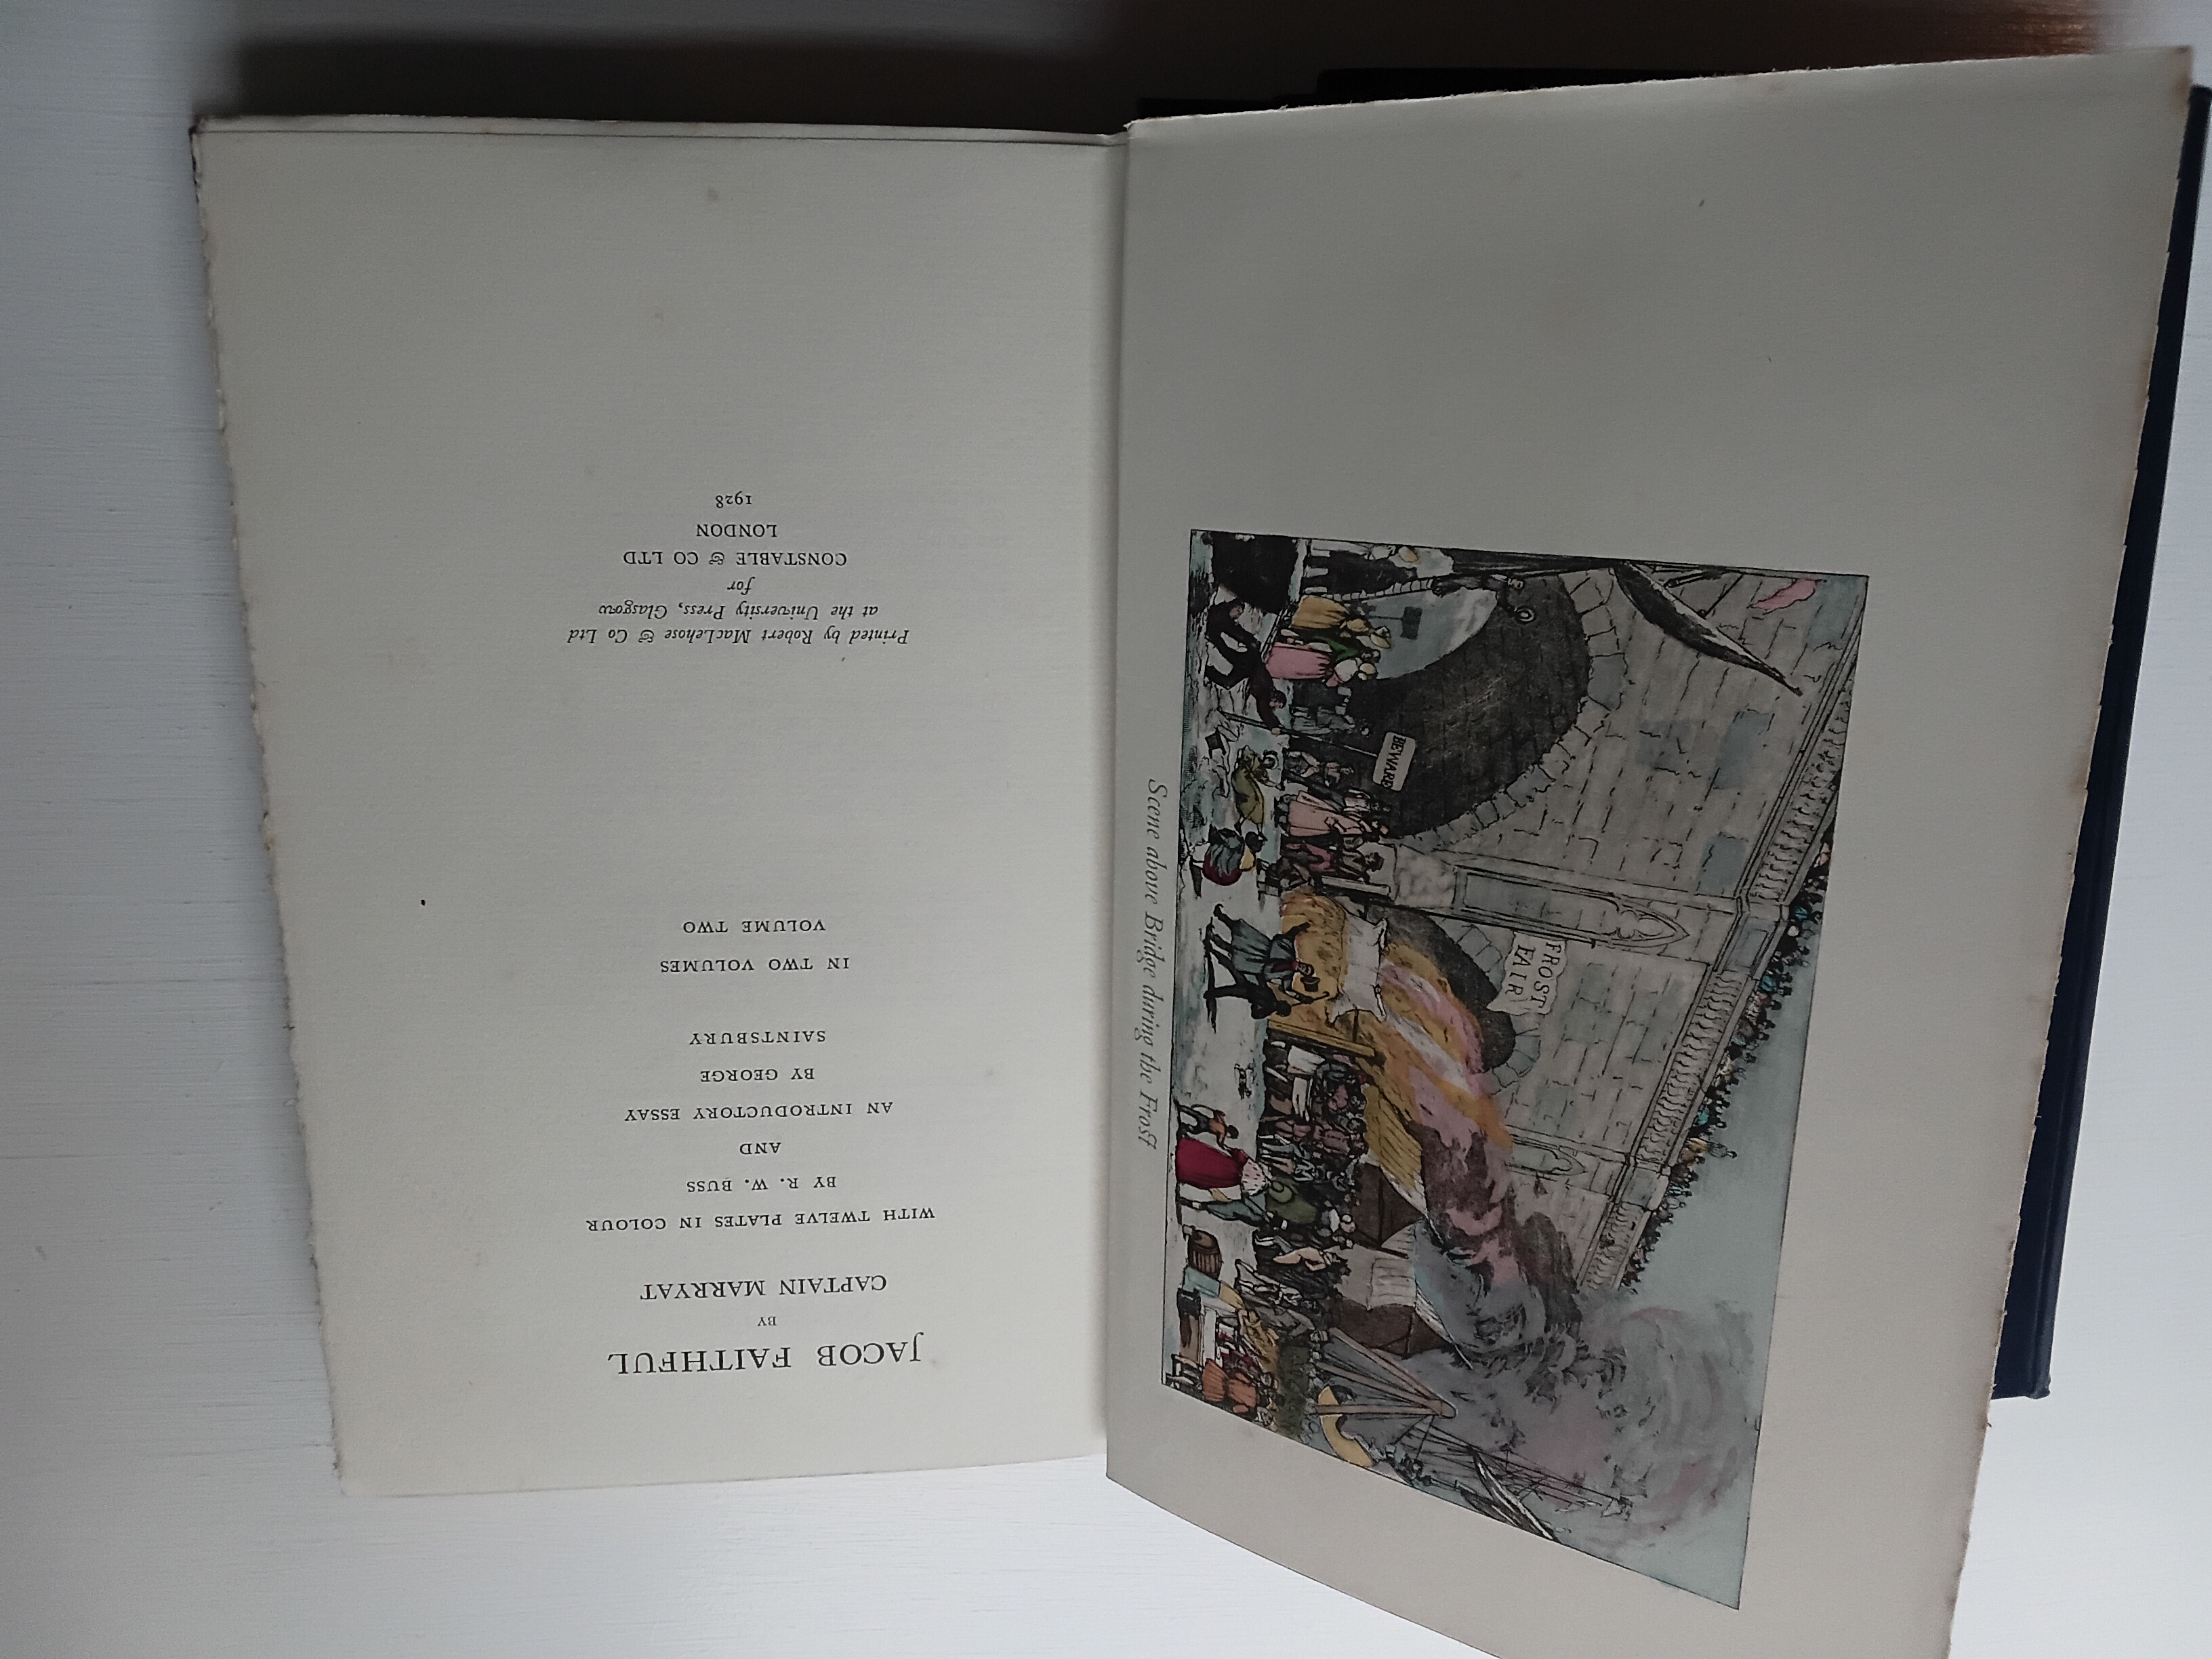 JACOB FAITHFUL
BY
CAPTAIN MARRYAT
WITH TWELVE PLATES IN COLOUR
BY R. W. BUSS
AND
AN INTRODUCTORY ESSAY
BY GEORGE
SAINTSBURY
IN TWO VOLUMES
VOLUME TWO
Printed by Robert MacLehose & Co Ltd
at the University Press, Glasgow
for
CONSTABLE & CO LTD
LONDON
1928
BEWARE
FROST
FAIR
Scene above Bridge during the Frost